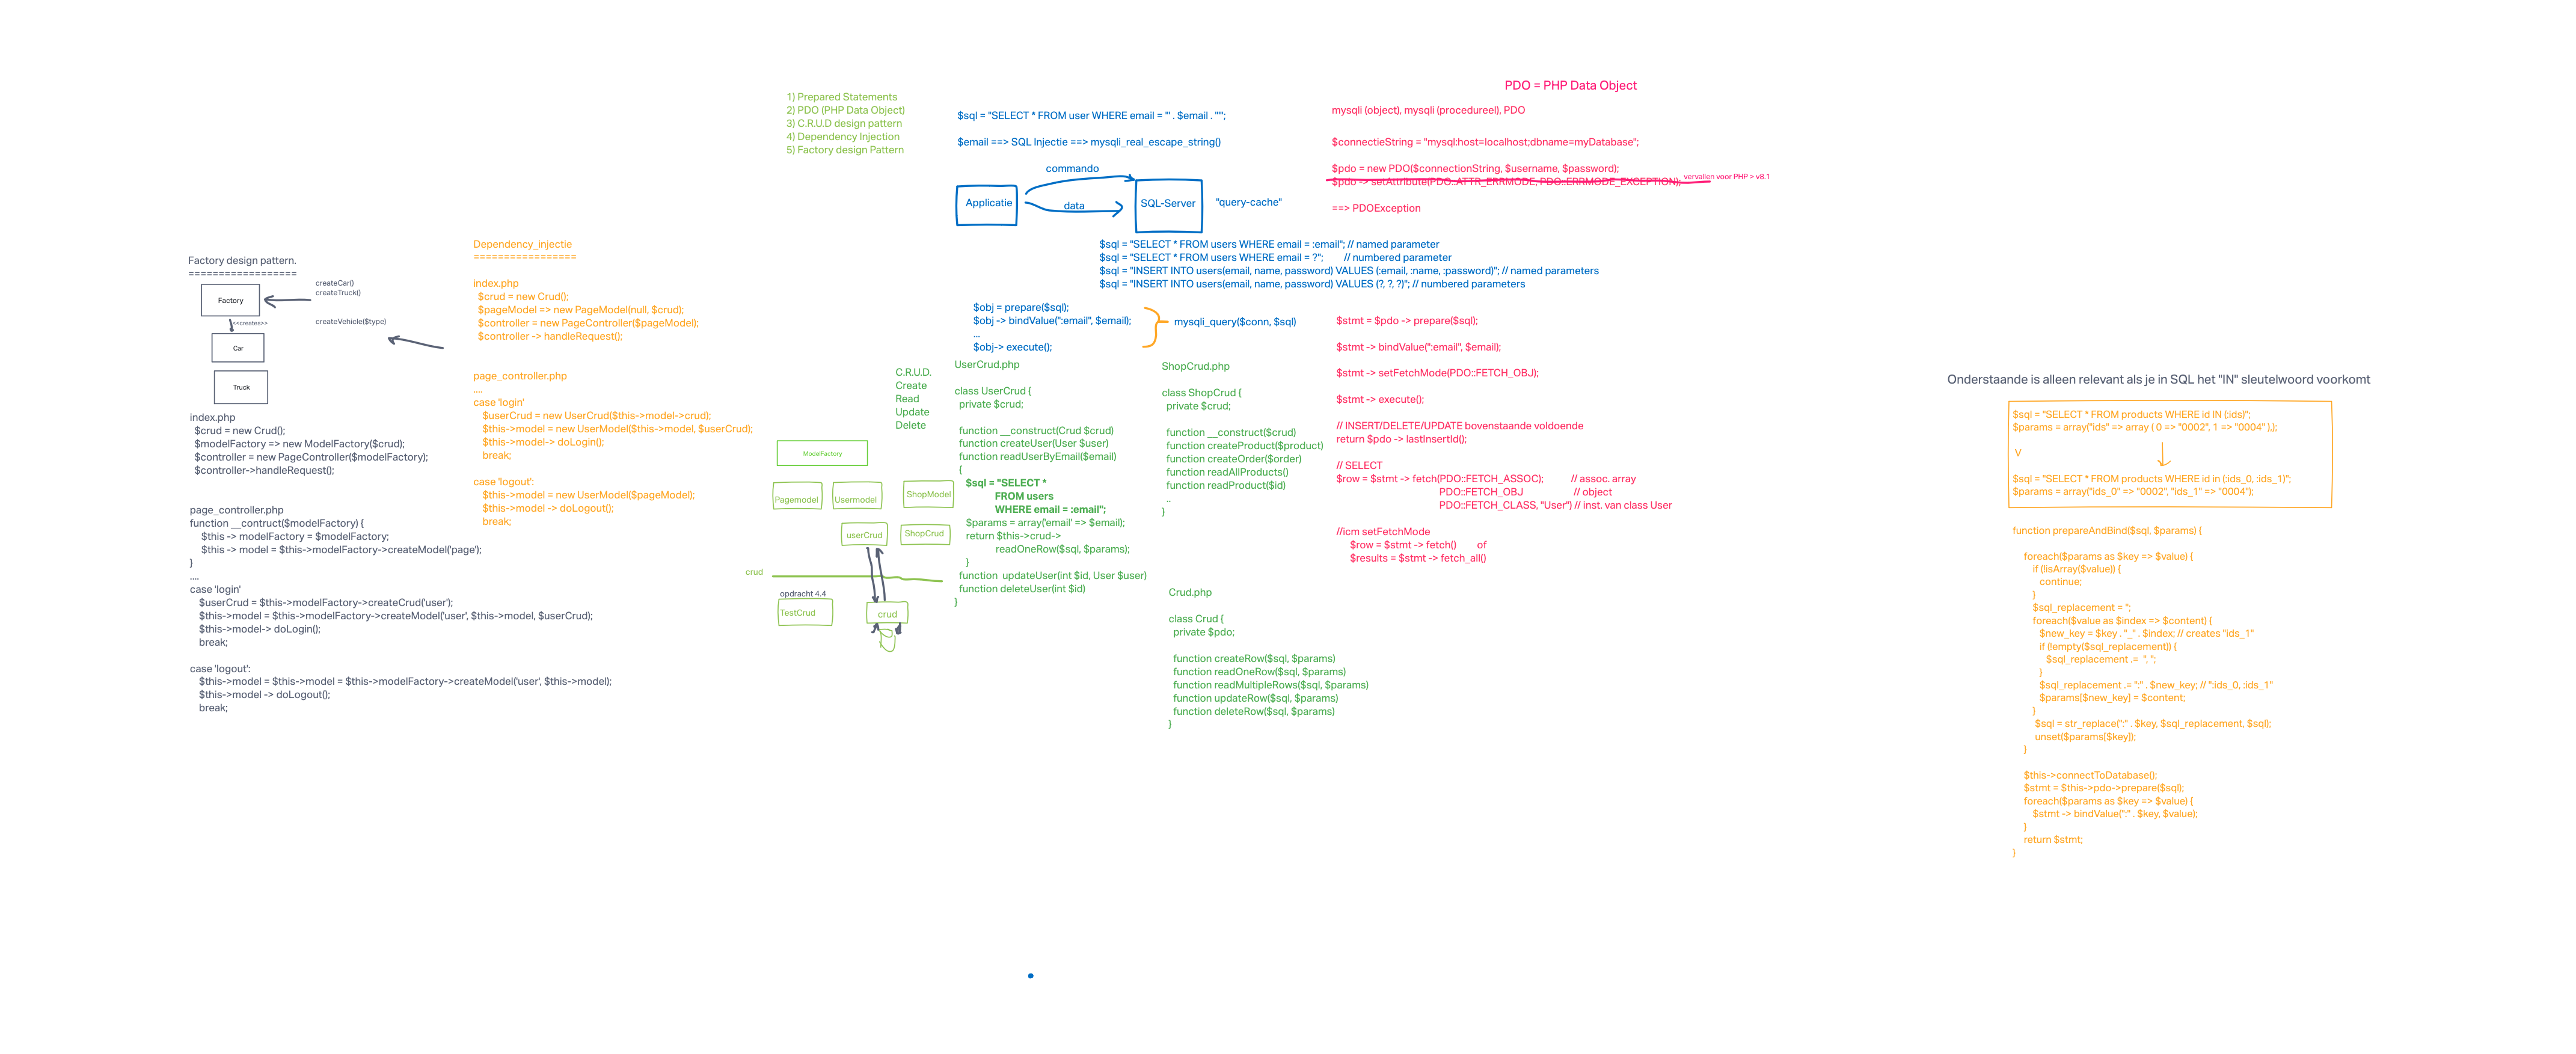 PDO = PHP Data Object
1) Prepared Statements
2) PDO (PHP Data Object)
3) C.R.U.D design pattern
4) Dependency Injection
5) Factory design Pattern
$sql = "SELECT * FROM user WHERE email = '" . $email . "'";
$email ==> SQL Injectie ==> mysqli_real_escape_string()
commando
Applicatie
data
SQL-Server
"query-cache"
$sql = "SELECT * FROM users WHERE email = :email"; // named parameter
$sql = "SELECT * FROM users WHERE email = ?"; // numbered parameter
$sql = "INSERT INTO users(email, name, password) VALUES (:email, :name, :password)"; // named parameters
$sql = "INSERT INTO users(email, name, password) VALUES (?, ?, ?)"; // numbered parameters
$obj = prepare($sql);
$obj -> bindValue(":email", $email);
...
$obj-> execute();
mysqli_query($conn, $sql)
mysqli (object), mysqli (procedureel), PDO
$connectieString = "mysql:host=localhost;dbname=myDatabase";
$pdo = new PDO($connectionString, $username, $password);
$pdo -> setAttribute(PDO::ATTR_ERRMODE, PDO::ERRMODE_EXCEPTION);
vervallen voor PHP > v8.1
==> PDOException
$stmt = $pdo -> prepare($sql);
$stmt -> bindValue(":email", $email);
$stmt -> setFetchMode(PDO::FETCH_OBJ);
$stmt -> execute();
// INSERT/DELETE/UPDATE bovenstaande voldoende
return $pdo -> lastInsertId();
// SELECT
$row = $stmt -> fetch(PDO::FETCH_ASSOC); // assoc. array
PDO::FETCH_OBJ // object
PDO::FETCH_CLASS, "User") // inst. van class User
//icm setFetchMode
$row = $stmt -> fetch() of
$results = $stmt -> fetch_all()
Factory design pattern.
==================
Factory
createCar()
createTruck()
<<creates>>
createVehicle($type)
Car
Truck
index.php
$crud = new Crud();
$modelFactory => new ModelFactory($crud);
$controller = new PageController($modelFactory);
$controller->handleRequest();
page_controller.php
function __contruct($modelFactory) {
$this -> modelFactory = $modelFactory;
$this -> model = $this->modelFactory->createModel('page');
}
....
case 'login'
$userCrud = $this->modelFactory->createCrud('user');
$this->model = $this->modelFactory->createModel('user', $this->model, $userCrud);
$this->model-> doLogin();
break;
case 'logout':
$this->model = $this->model = $this->modelFactory->createModel('user', $this->model);
$this->model -> doLogout();
break;
Dependency_injectie
=================
index.php
$crud = new Crud();
$pageModel => new PageModel(null, $crud);
$controller = new PageController($pageModel);
$controller -> handleRequest();
page_controller.php
....
case 'login'
$userCrud = new UserCrud($this->model->crud);
$this->model = new UserModel($this->model, $userCrud);
$this->model-> doLogin();
break;
case 'logout':
$this->model = new UserModel($pageModel);
$this->model -> doLogout();
break;
C.R.U.D.
Create
Read
Update
Delete
ModelFactory
Pagemodel
Usermodel
ShopModel
userCrud
ShopCrud
crud
opdracht 4.4
TestCrud
crud
UserCrud.php
class UserCrud {
private $crud;
function __construct(Crud $crud)
function createUser(User $user)
function readUserByEmail($email)
{
$sql = "SELECT *
FROM users
WHERE email = :email";
$params = array('email' => $email);
return $this->crud->
readOneRow($sql, $params);
}
function updateUser(int $id, User $user)
function deleteUser(int $id)
}
ShopCrud.php
class ShopCrud {
private $crud;
function __construct($crud)
function createProduct($product)
function createOrder($order)
function readAllProducts()
function readProduct($id)
..
}
Crud.php
class Crud {
private $pdo;
function createRow($sql, $params)
function readOneRow($sql, $params)
function readMultipleRows($sql, $params)
function updateRow($sql, $params)
function deleteRow($sql, $params)
}
Onderstaande is alleen relevant als je in SQL het "IN" sleutelwoord voorkomt
$sql = "SELECT * FROM products WHERE id IN (:ids)";
$params = array("ids" => array ( 0 => "0002", 1 => "0004" ),);
V
$sql = "SELECT * FROM products WHERE id in (:ids_0, :ids_1)";
$params = array("ids_0" => "0002", "ids_1" => "0004");
function prepareAndBind($sql, $params) {
foreach($params as $key => $value) {
if (!isArray($value)) {
continue;
}
$sql_replacement = '';
foreach($value as $index => $content) {
$new_key = $key . "_" . $index; // creates "ids_1"
if (!empty($sql_replacement)) {
$sql_replacement .= ", ";
}
$sql_replacement .= ":" . $new_key; // ":ids_0, :ids_1"
$params[$new_key] = $content;
}
$sql = str_replace(":" . $key, $sql_replacement, $sql);
unset($params[$key]);
}
$this->connectToDatabase();
$stmt = $this->pdo->prepare($sql);
foreach($params as $key => $value) {
$stmt -> bindValue(":" . $key, $value);
}
return $stmt;
}